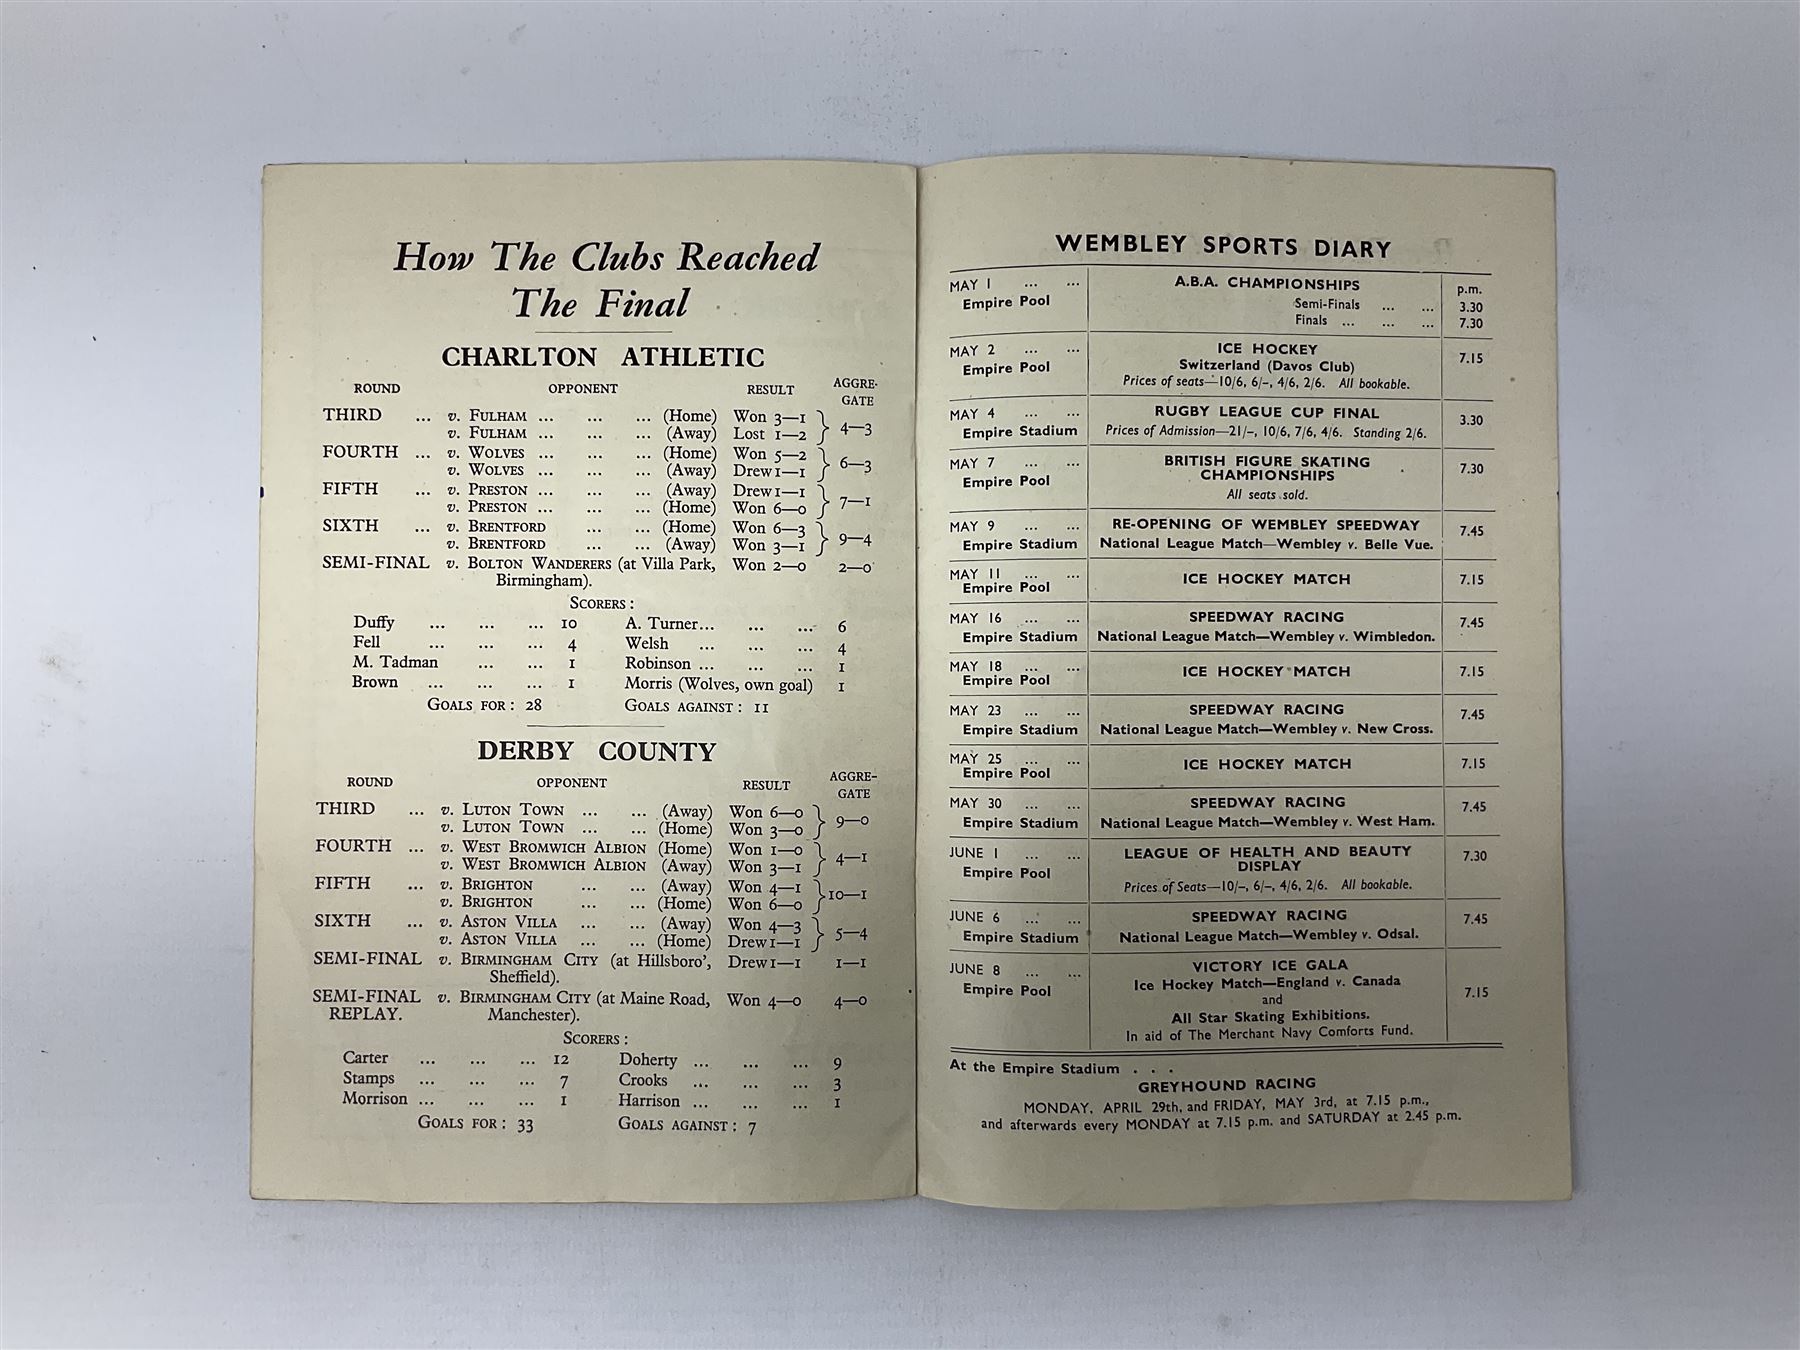 How The Clubs Reached
The Final
CHARLTON ATHLETIC
ROUND OPPONENT RESULT AGGRE-
GATE
THIRD ... v. FULHAM ... ... ... (Home) Won 3—1
v. FULHAM ... ... ... (Away) Lost 1—2 } 4—3
FOURTH ... v. WOLVES ... ... ... (Home) Won 5—2
v. WOLVES ... ... ... (Away) Drew 1—1 } 6—3
FIFTH ... v. PRESTON ... ... ... (Away) Drew 1—1
v. PRESTON ... ... ... (Home) Won 6—0 } 7—1
SIXTH ... v. BRENTFORD ... ... (Home) Won 6—3
v. BRENTFORD ... ... (Away) Won 3—1 } 9—4
SEMI-FINAL v. BOLTON WANDERERS (at Villa Park, Won 2—0 2—0
Birmingham).
SCORERS :
Duffy ... ... ... 10 A. Turner... ... ... 6
Fell ... ... ... 4 Welsh ... ... ... 4
M. Tadman ... ... 1 Robinson ... ... ... 1
Brown ... ... ... 1 Morris (Wolves, own goal) 1
GOALS FOR : 28 GOALS AGAINST : 11
DERBY COUNTY
ROUND OPPONENT RESULT AGGRE-
GATE
THIRD ... v. LUTON TOWN ... ... (Away) Won 6—0
v. LUTON TOWN ... ... (Home) Won 3—0 } 9—0
FOURTH ... v. WEST BROMWICH ALBION (Home) Won 1—0
v. WEST BROMWICH ALBION (Away) Won 3—1 } 4—1
FIFTH ... v. BRIGHTON ... ... (Away) Won 4—1
v. BRIGHTON ... ... (Home) Won 6—0 } 10—1
SIXTH ... v. ASTON VILLA ... ... (Away) Won 4—3
v. ASTON VILLA ... ... (Home) Drew 1—1 } 5—4
SEMI-FINAL v. BIRMINGHAM CITY (at Hillsboro', Drew 1—1 1—1
Sheffield).
SEMI-FINAL v. BIRMINGHAM CITY (at Maine Road, Won 4—0 4—0
REPLAY. Manchester).
SCORERS :
Carter ... ... ... 12 Doherty ... ... ... 9
Stamps ... ... ... 7 Crooks ... ... ... 3
Morrison ... ... ... 1 Harrison ... ... ... 1
GOALS FOR : 33 GOALS AGAINST : 7
WEMBLEY SPORTS DIARY
MAY 1 ... ... A.B.A. CHAMPIONSHIPS p.m.
Empire Pool Semi-Finals ... ... 3.30
Finals ... ... ... 7.30
MAY 2 ... ... ICE HOCKEY 7.15
Empire Pool Switzerland (Davos Club)
Prices of seats—10/6, 6/-, 4/6, 2/6. All bookable.
MAY 4 ... ... RUGBY LEAGUE CUP FINAL 3.30
Empire Stadium Prices of Admission—21/-, 10/6, 7/6, 4/6. Standing 2/6.
MAY 7 ... ... BRITISH FIGURE SKATING 7.30
Empire Pool CHAMPIONSHIPS
All seats sold.
MAY 9 ... ... RE-OPENING OF WEMBLEY SPEEDWAY 7.45
Empire Stadium National League Match—Wembley v. Belle Vue.
MAY 11 ... ... ICE HOCKEY MATCH 7.15
Empire Pool
MAY 16 ... ... SPEEDWAY RACING 7.45
Empire Stadium National League Match—Wembley v. Wimbledon.
MAY 18 ... ... ICE HOCKEY MATCH 7.15
Empire Pool
MAY 23 ... ... SPEEDWAY RACING 7.45
Empire Stadium National League Match—Wembley v. New Cross.
MAY 25 ... ... ICE HOCKEY MATCH 7.15
Empire Pool
MAY 30 ... ... SPEEDWAY RACING 7.45
Empire Stadium National League Match—Wembley v. West Ham.
JUNE 1 ... ... LEAGUE OF HEALTH AND BEAUTY 7.30
Empire Pool DISPLAY
Prices of Seats—10/-, 6/-, 4/6, 2/6. All bookable.
JUNE 6 ... ... SPEEDWAY RACING 7.45
Empire Stadium National League Match—Wembley v. Odsal.
JUNE 8 ... ... VICTORY ICE GALA 7.15
Empire Pool Ice Hockey Match—England v. Canada
and
All Star Skating Exhibitions.
In aid of The Merchant Navy Comforts Fund.
At the Empire Stadium . . .
GREYHOUND RACING
MONDAY, APRIL 29th, and FRIDAY, MAY 3rd, at 7.15 p.m.,
and afterwards every MONDAY at 7.15 p.m. and SATURDAY at 2.45 p.m.